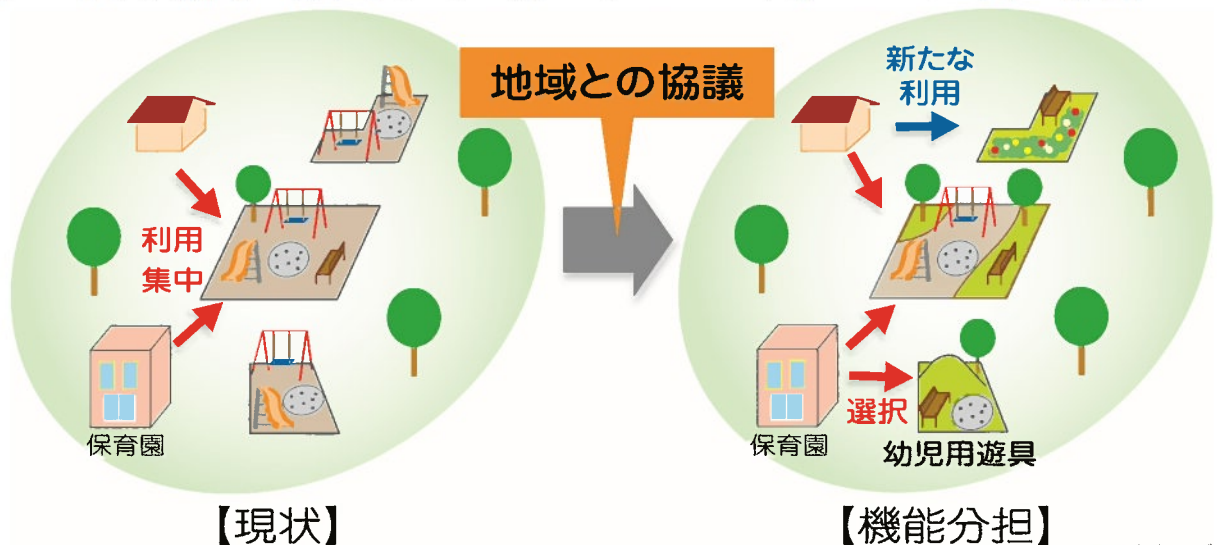 地域との協議
新たな
利用
利用
集中
保育園
選択
保育園
幼児用遊具
【現状】
【機能分担】